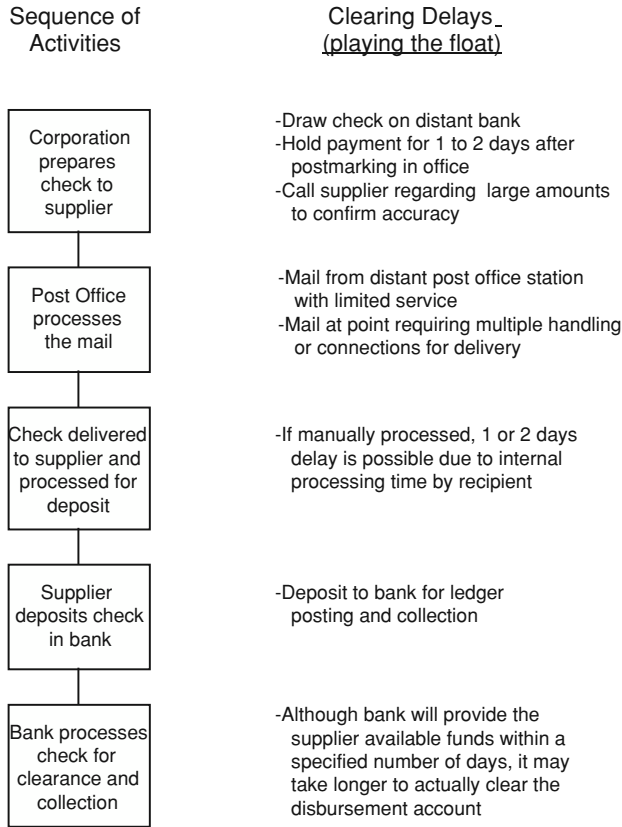 Sequence of
Activities
Clearing Delays
(playing the float)
Corporation
prepares
check to
supplier
-Draw check on distant bank
-Hold payment for 1 to 2 days after
postmarking in office
-Call supplier regarding large amounts
to confirm accuracy
Post Office
processes
the mail
-Mail from distant post office station
with limited service
-Mail at point requiring multiple handling
or connections for delivery
Check delivered
to supplier and
processed for
deposit
-If manually processed, 1 or 2 days
delay is possible due to internal
processing time by recipient
Supplier
deposits check
in bank
-Deposit to bank for ledger
posting and collection
Bank processes
check for
clearance and
collection
-Although bank will provide the
supplier available funds within a
specified number of days, it may
take longer to actually clear the
disbursement account